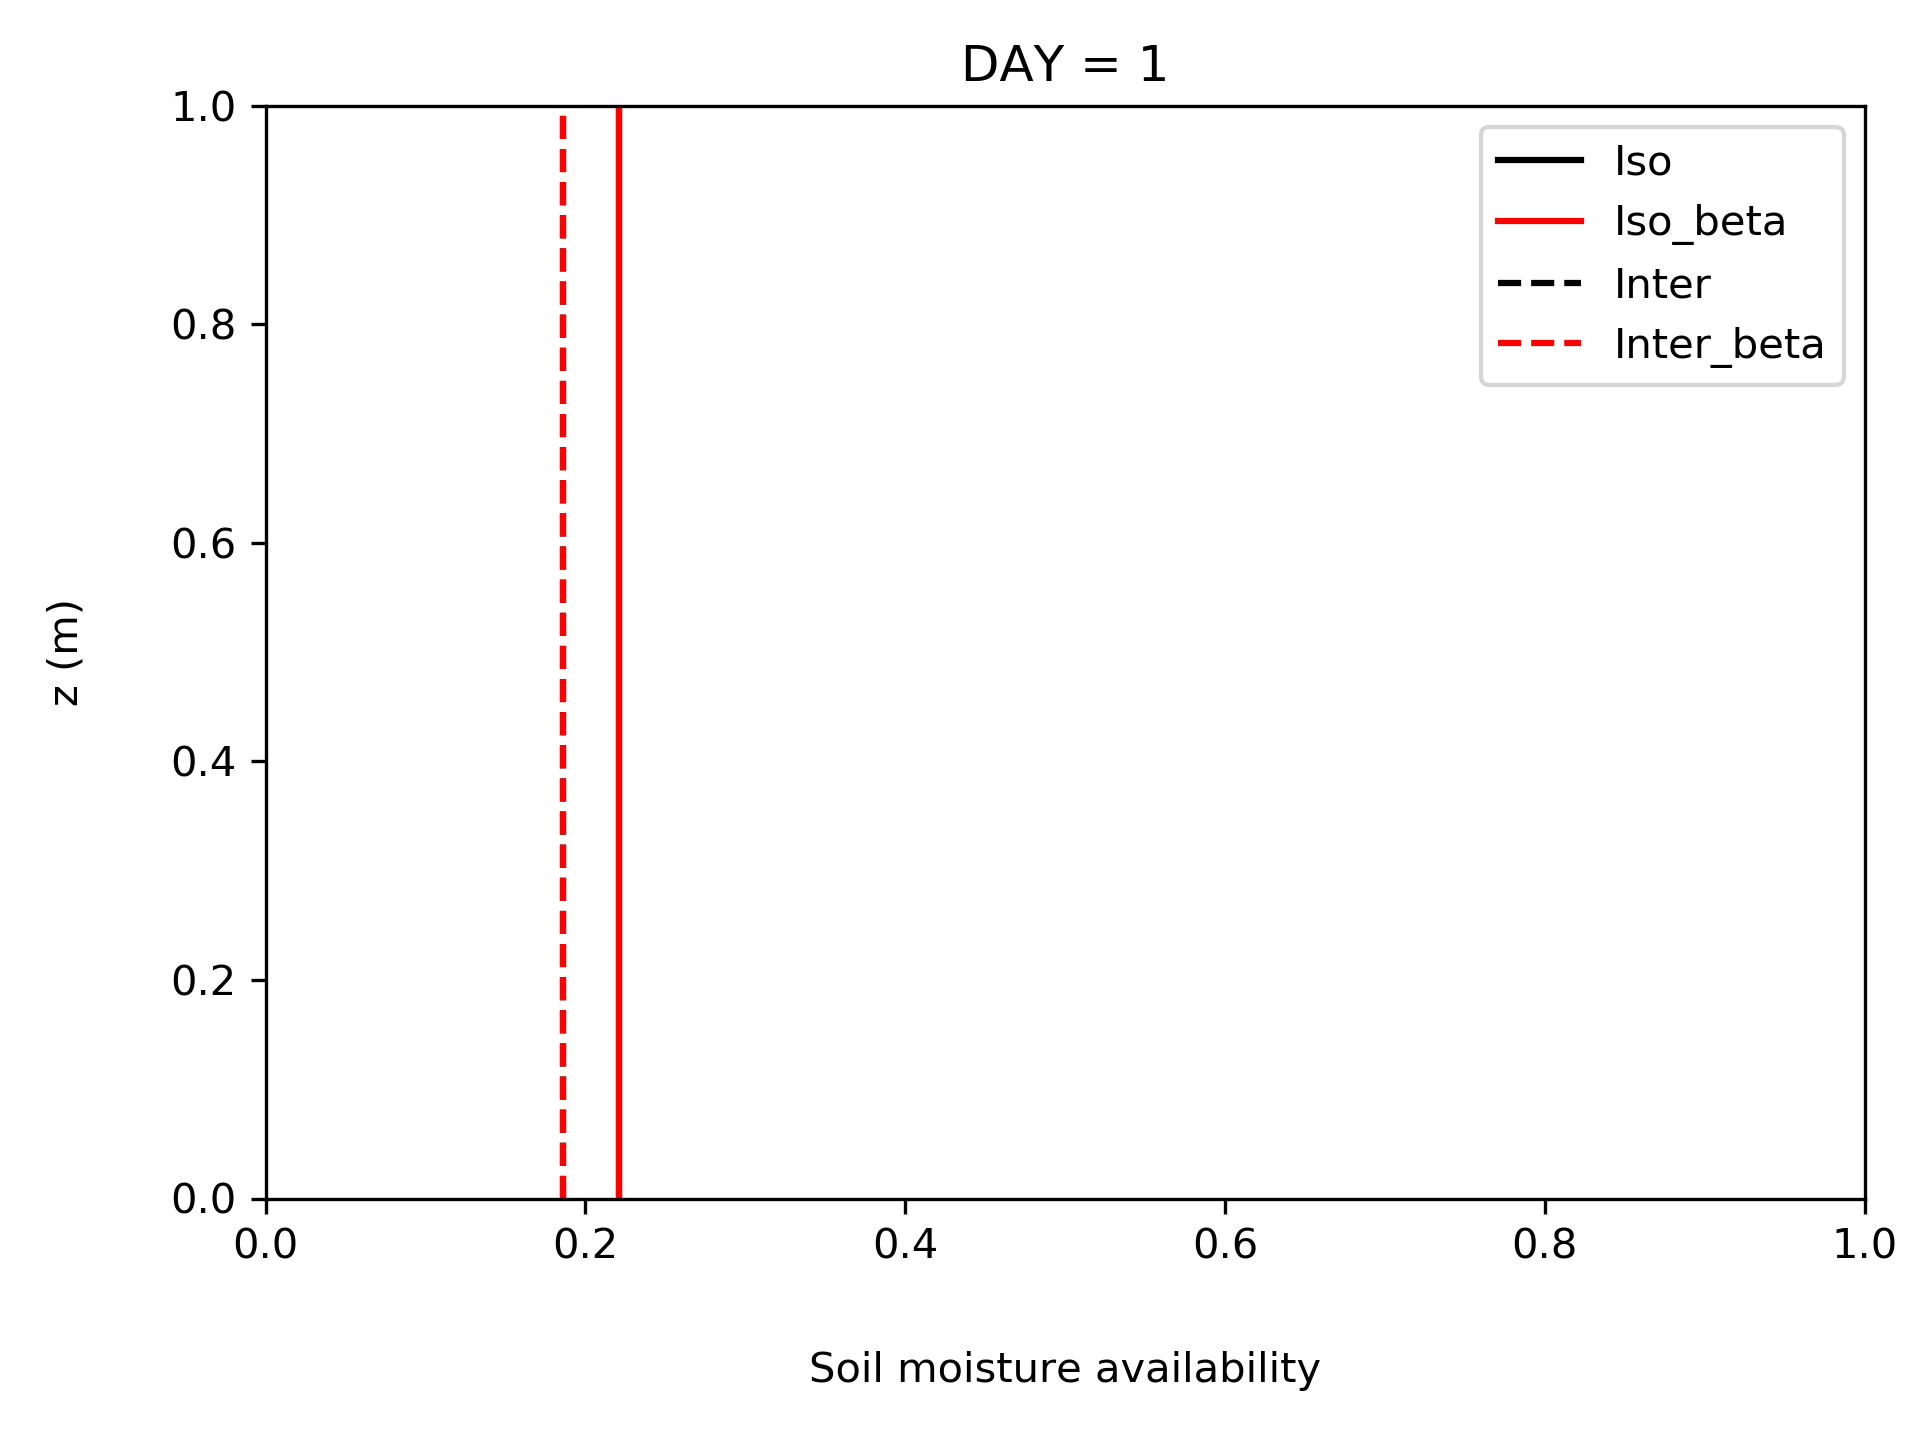 DAY = 1
1.0
0.8
0.6
0.4
0.2
0.0
z (m)
Iso
Iso_beta
Inter
Inter_beta
0.0 0.2 0.4 0.6 0.8 1.0
Soil moisture availability